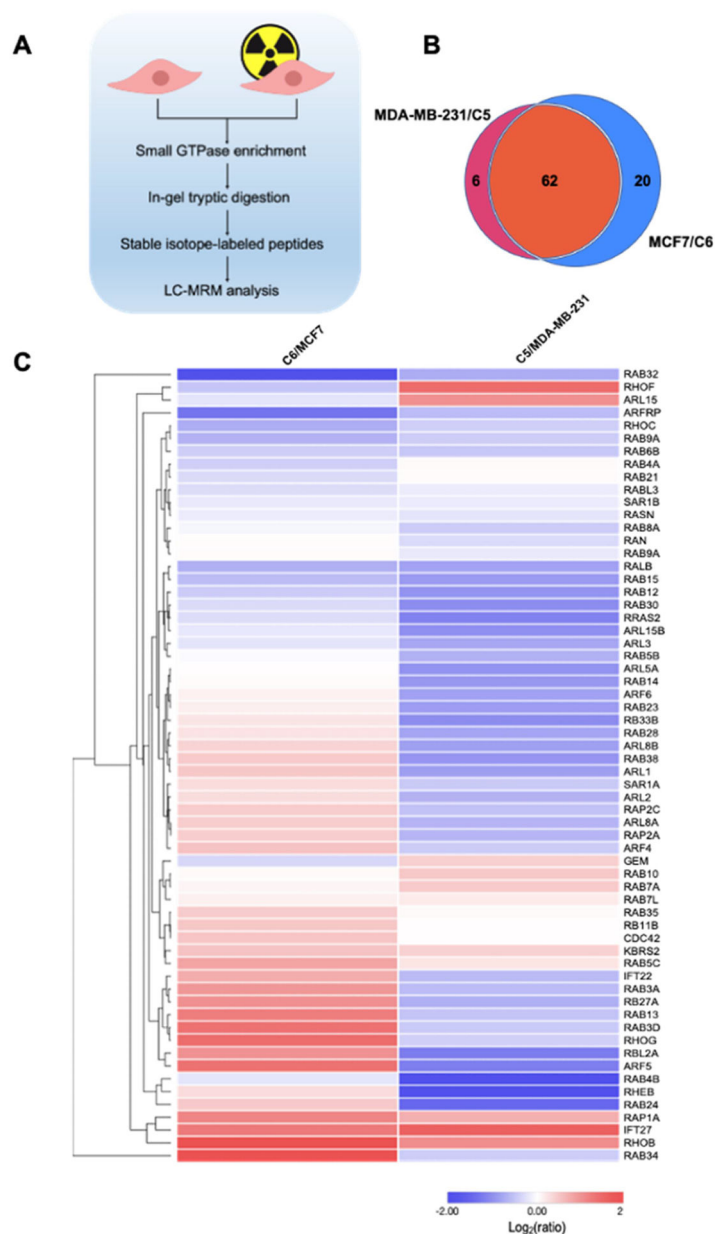 A
Small GTPase enrichment
In-gel tryptic digestion
Stable isotope-labeled peptides
LC-MRM analysis
B
MDA-MB-231/C5
6
62
20
MCF7/C6
C
C6/MCF7
C5/MDA-MB-231
RAB32
RHOF
ARL15
ARFRP
RHOC
RAB9A
RAB6B
RAB4A
RAB21
RABL3
SAR1B
RASN
RAB8A
RAN
RAB9A
RALB
RAB15
RAB12
RAB30
RRAS2
ARL15B
ARL3
RAB5B
ARL5A
RAB14
ARF6
RAB23
RB33B
RAB28
ARL8B
RAB38
ARL1
SAR1A
ARL2
RAP2C
ARL8A
RAP2A
ARF4
GEM
RAB10
RAB7A
RAB7L
RAB35
RB11B
CDC42
KBRS2
RAB5C
IFT22
RAB3A
RB27A
RAB13
RAB3D
RHOG
RBL2A
ARF5
RAB4B
RHEB
RAB24
RAP1A
IFT27
RHOB
RAB34
-2.00 0.00 2
Log2(ratio)